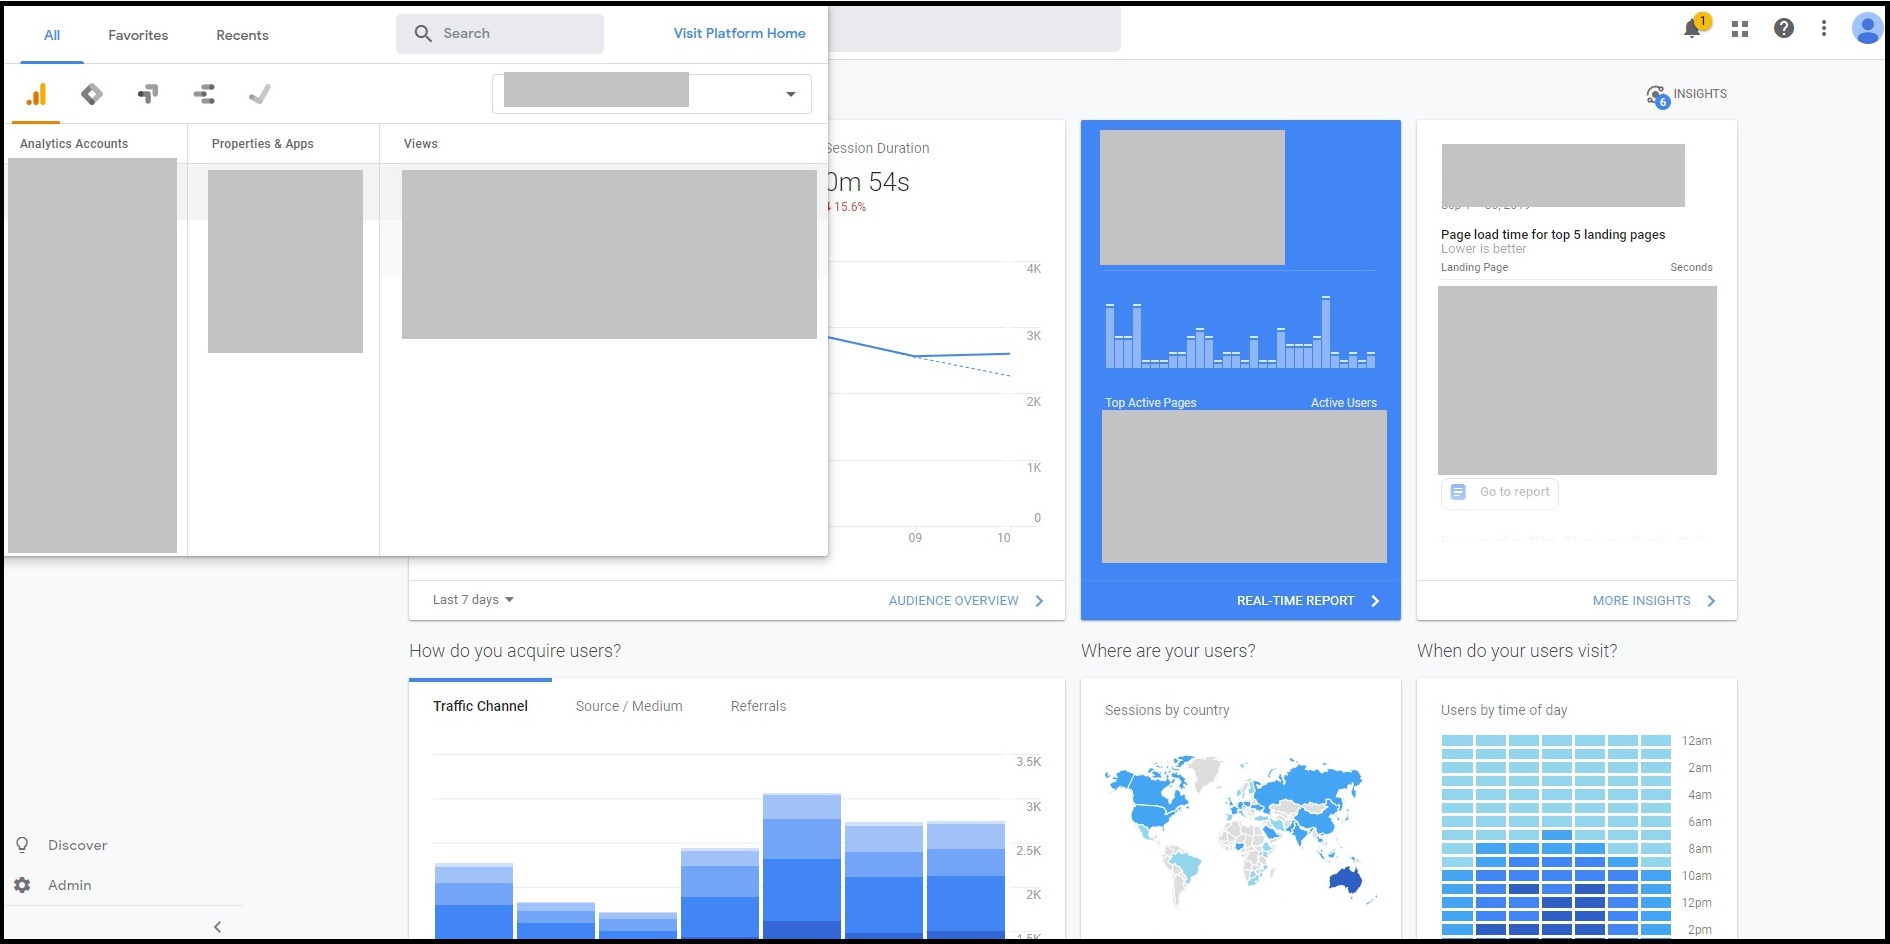 All Favorites Recents Search Visit Platform Home
1
INSIGHTS
6
Analytics Accounts Properties & Apps Views
Session Duration
0m 54s
15.6%
4K
3K
2K
1K
0
09 10
Last 7 days AUDIENCE OVERVIEW
Top Active Pages Active Users
REAL-TIME REPORT
Page load time for top 5 landing pages
Lower is better
Landing Page Seconds
Go to report
MORE INSIGHTS
How do you acquire users?
Traffic Channel Source / Medium Referrals
3.5K
3K
2.5K
2K
1.5K
Where are your users?
Sessions by country
When do your users visit?
Users by time of day
12am
2am
4am
6am
8am
10am
12pm
2pm
Discover
Admin